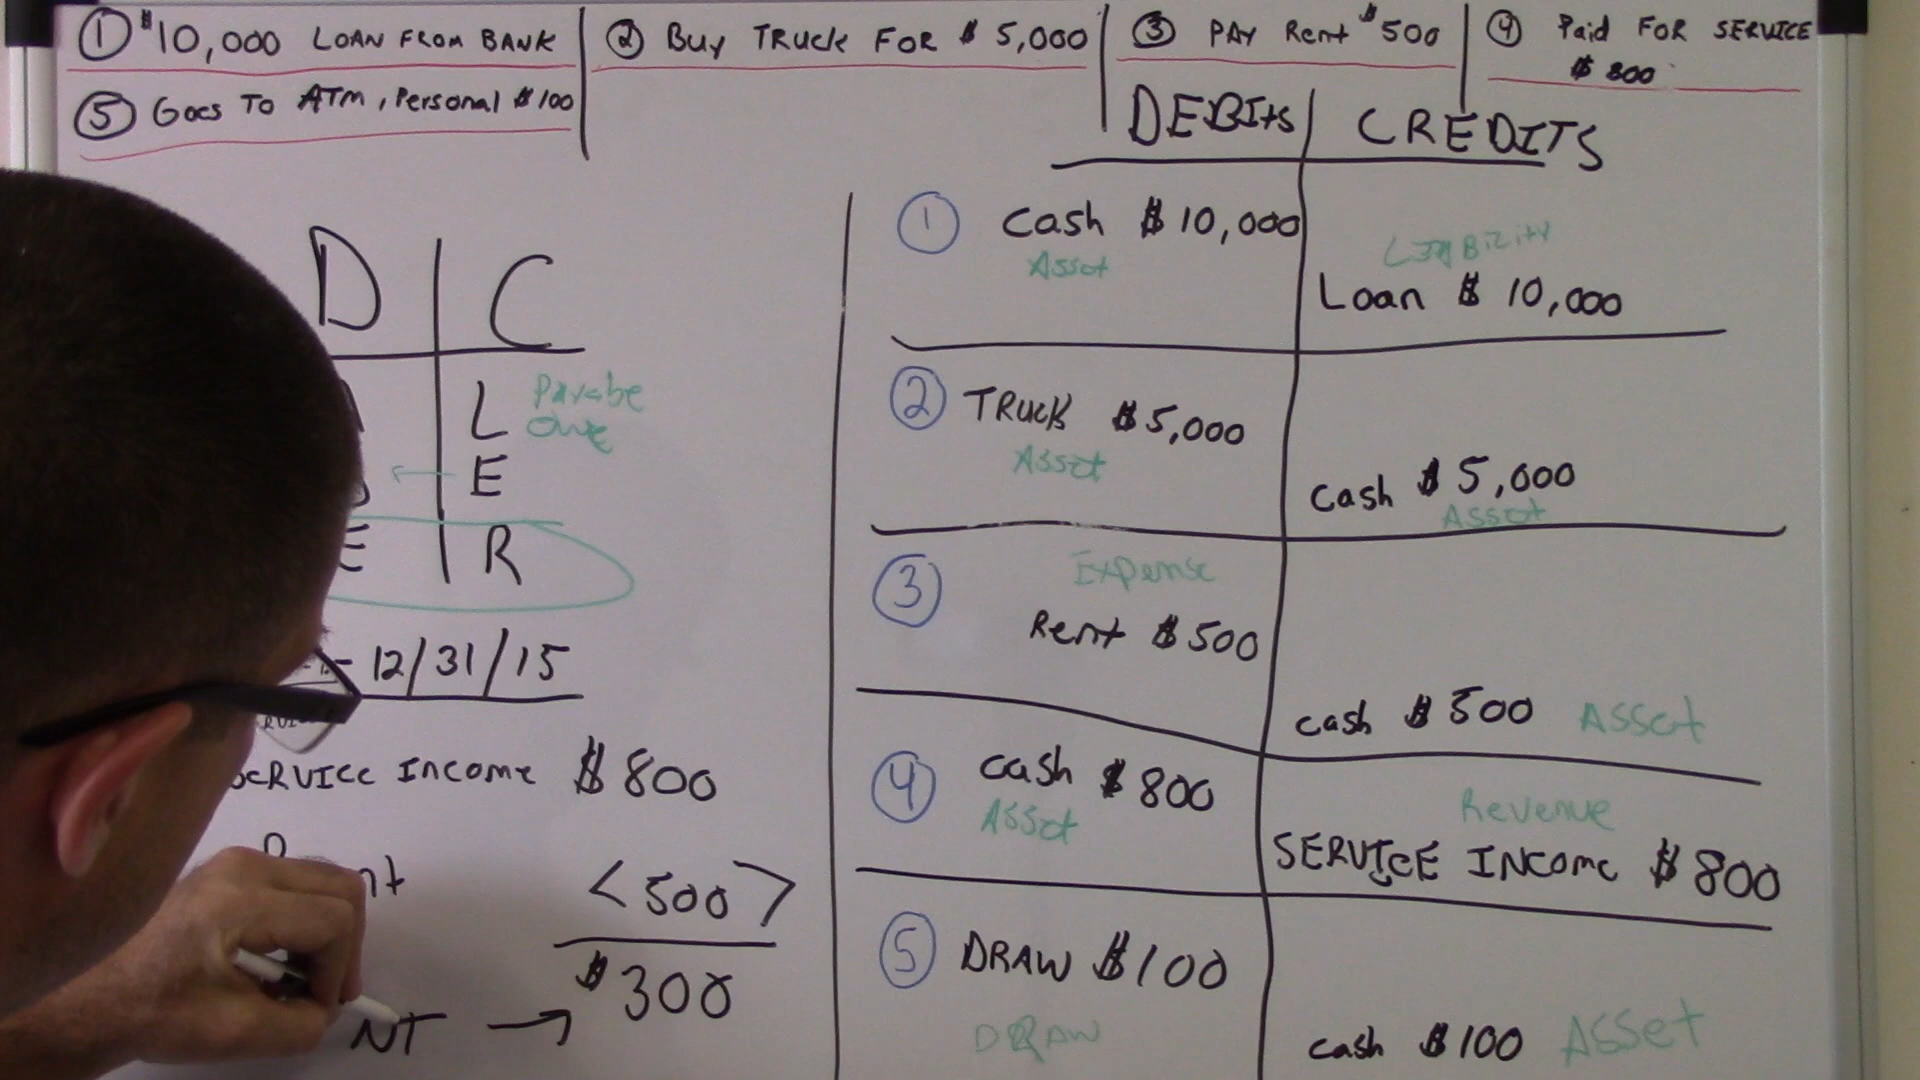 ① $10,000 LOAN FROM BANK
② Buy TRUCK FOR $ 5,000
③ PAY Rent $500
④ Paid FOR SERVICE
$ 800
⑤ Goes To ATM, Personal $100
DEBITS CREDITS
D C
L Payabe
owe
E
E R
12/31/15
SERVICE INCOME $ 800
<500>
$300
NT →
① Cash $ 10,000
Asset
LIABILITY
Loan $ 10,000
② TRUCK $5,000
Asset
Cash $ 5,000
Asset
③ Expense
Rent $500
cash $ 500 Asset
④ cash $ 800
Asset
Revenue
SERVICE INCOME $ 800
⑤ DRAW $100
DRAW
cash $100 Asset